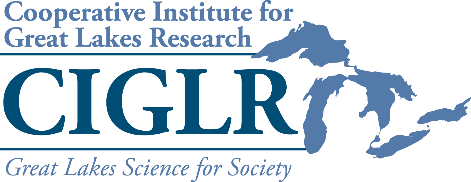 Cooperative Institute for
Great Lakes Research
CIGLR
Great Lakes Science for Society